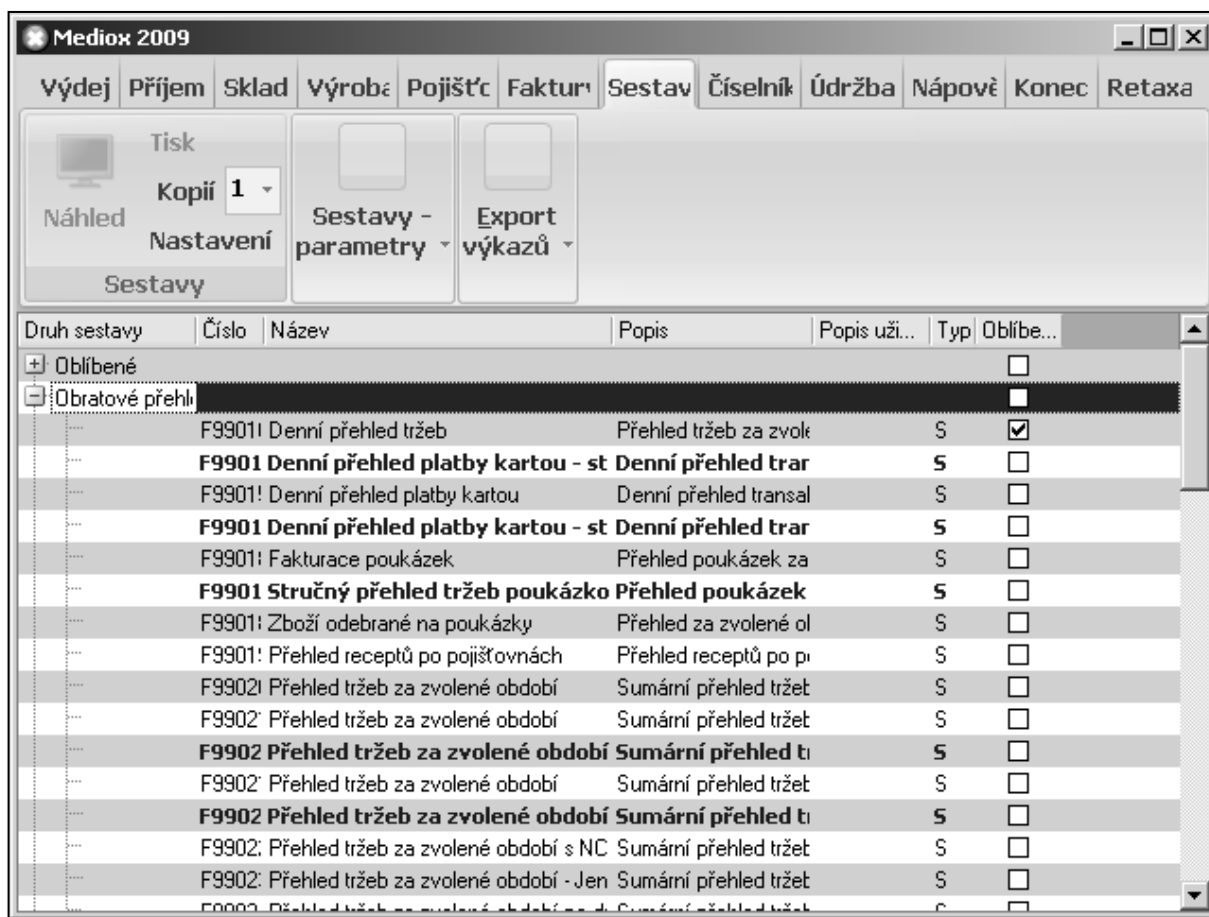 Mediox 2009
Výdej Příjem Sklad Výroba Pojišťo Faktur Sestav Číselník Údržba Nápově Konec Retaxa
Tisk
Kopií 1
Náhled
Nastavení
Sestavy
Sestavy - parametry
Export výkazů
Druh sestavy Číslo Název Popis Popis uži... Typ Oblíbe...
Oblíbené
Obratové přehl
F9901 Denní přehled tržeb Přehled tržeb za zvole S
F9901 Denní přehled platby kartou - st Denní přehled tran S
F9901 Denní přehled platby kartou Denní přehled transal S
F9901 Denní přehled platby kartou - st Denní přehled tran S
F9901 Fakturace poukázek Přehled poukázek za S
F9901 Stručný přehled tržeb poukázko Přehled poukázek S
F9901 Zboží odebrané na poukázky Přehled za zvolené o S
F9901 Přehled receptů po pojišťovnách Přehled receptů po p S
F9902 Přehled tržeb za zvolené období Sumární přehled tržeb S
F9902 Přehled tržeb za zvolené období Sumární přehled tržeb S
F9902 Přehled tržeb za zvolené období Sumární přehled t S
F9902 Přehled tržeb za zvolené období Sumární přehled tržeb S
F9902 Přehled tržeb za zvolené období Sumární přehled t S
F9902 Přehled tržeb za zvolené období s NC Sumární přehled tržeb S
F9902 Přehled tržeb za zvolené období - Jen Sumární přehled tržeb S